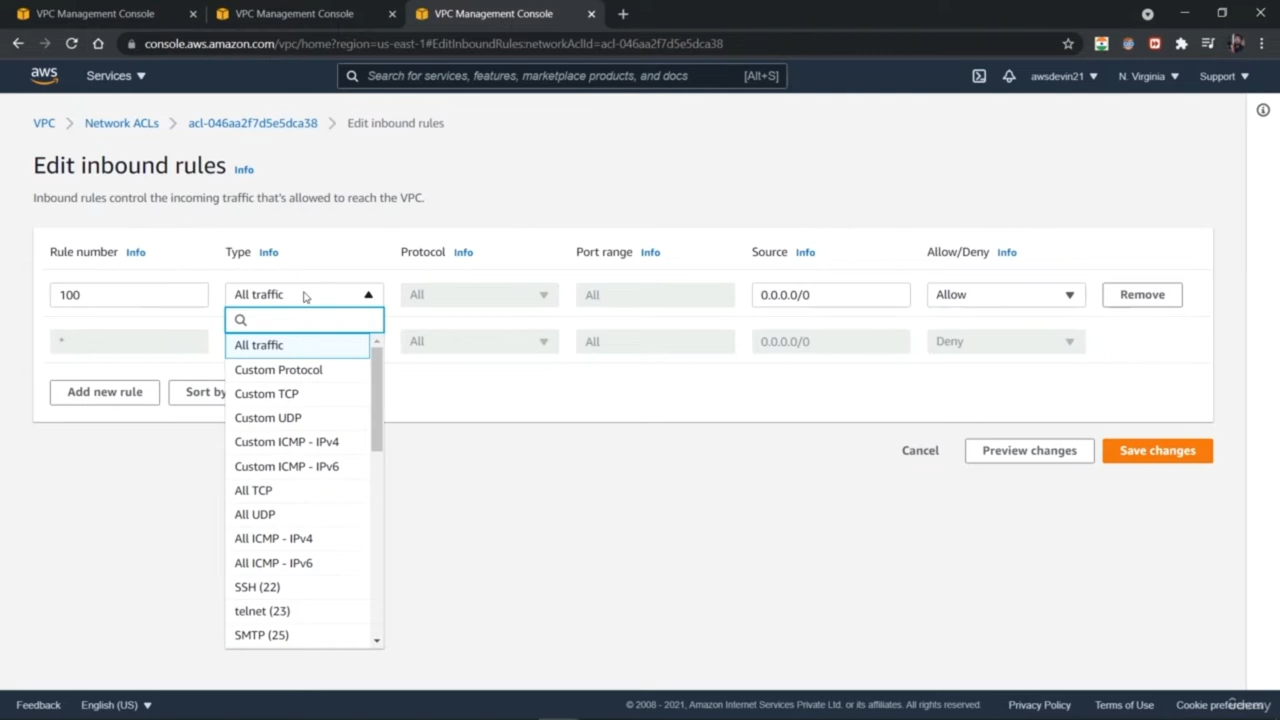 VPC Management Console
VPC Management Console
VPC Management Console
console.aws.amazon.com/vpc/home?region=us-east-1#EditInboundRules:networkAclId=acl-046aa2f7d5e5dca38
aws Services Search for services, features, marketplace products, and docs [Alt+S] awsdevin21 N. Virginia Support
VPC > Network ACLs > acl-046aa2f7d5e5dca38 > Edit inbound rules
Edit inbound rules Info
Inbound rules control the incoming traffic that's allowed to reach the VPC.
Rule number Info Type Info Protocol Info Port range Info Source Info Allow/Deny Info
100 All traffic All All 0.0.0.0/0 Allow Remove
* All All 0.0.0.0/0 Deny
Add new rule Sort by
All traffic
Custom Protocol
Custom TCP
Custom UDP
Custom ICMP - IPv4
Custom ICMP - IPv6
All TCP
All UDP
All ICMP - IPv4
All ICMP - IPv6
SSH (22)
telnet (23)
SMTP (25)
Cancel Preview changes Save changes
Feedback English (US) © 2008 - 2021, Amazon Internet Services Private Ltd. or its affiliates. All rights reserved. Privacy Policy Terms of Use Cookie preferences
Udemy